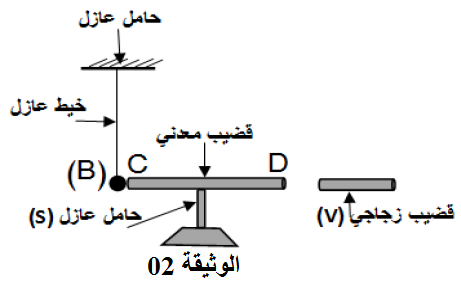 حامل عازل
خيط عازل
قضيب معدني
(B) C D
حامل عازل (S)
قضيب زجاجي (V)
الوثيقة 02